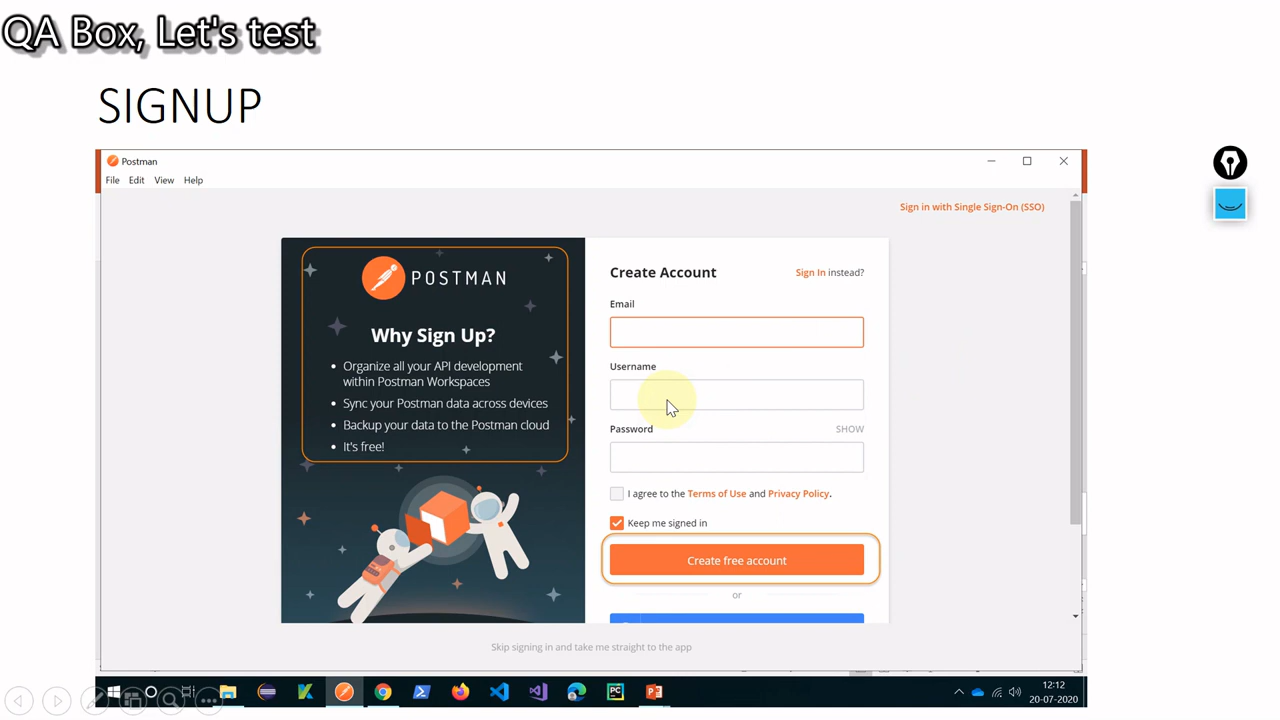 QA Box, Let's test
SIGNUP
Postman
File Edit View Help
Sign in with Single Sign-On (SSO)
POSTMAN
Why Sign Up?
• Organize all your API development
within Postman Workspaces
• Sync your Postman data across devices
• Backup your data to the Postman cloud
• It's free!
Create Account
Sign In instead?
Email
Username
Password
SHOW
I agree to the Terms of Use and Privacy Policy.
Keep me signed in
Create free account
or
Skip signing in and take me straight to the app
PC
12:12
20-07-2020